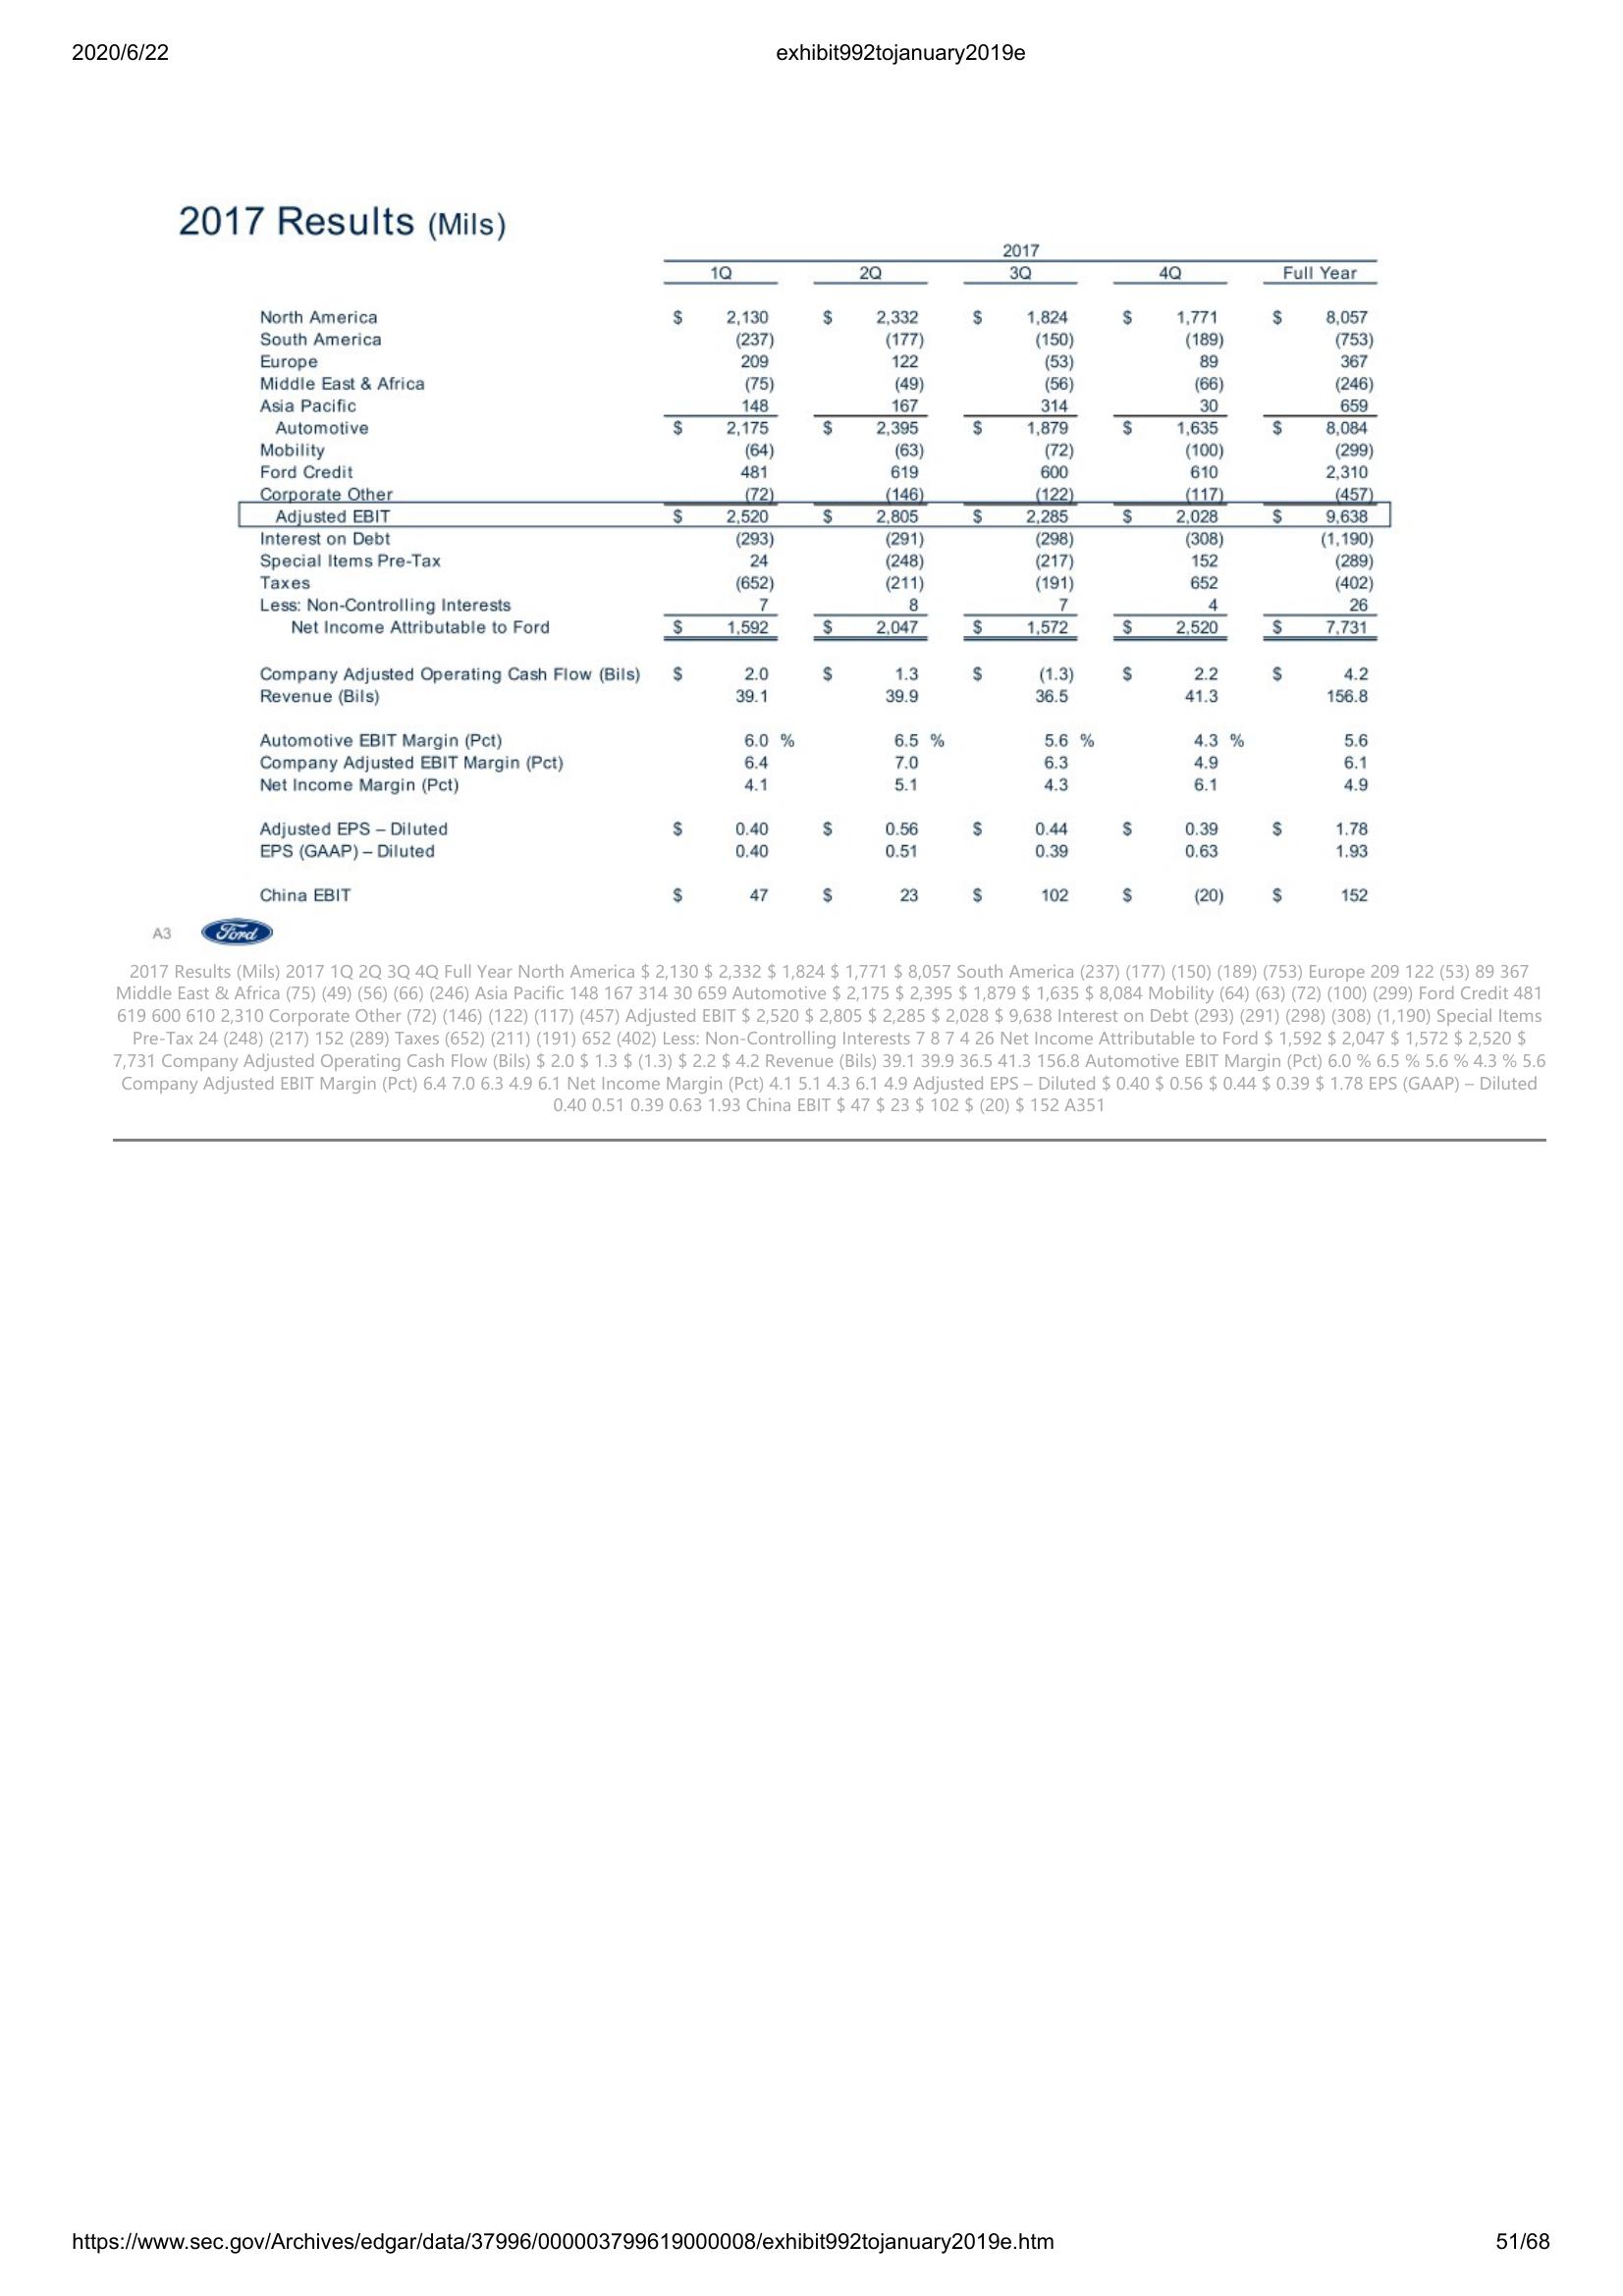 2020/6/22 exhibit992tojanuary2019e
2017 Results (Mils)
2017
1Q 2Q 3Q 4Q Full Year
North America $ 2,130 $ 2,332 $ 1,824 $ 1,771 $ 8,057
South America (237) (177) (150) (189) (753)
Europe 209 122 (53) 89 367
Middle East & Africa (75) (49) (56) (66) (246)
Asia Pacific 148 167 314 30 659
Automotive $ 2,175 $ 2,395 $ 1,879 $ 1,635 $ 8,084
Mobility (64) (63) (72) (100) (299)
Ford Credit 481 619 600 610 2,310
Corporate Other (72) (146) (122) (117) (457)
Adjusted EBIT $ 2,520 $ 2,805 $ 2,285 $ 2,028 $ 9,638
Interest on Debt (293) (291) (298) (308) (1,190)
Special Items Pre-Tax 24 (248) (217) 152 (289)
Taxes (652) (211) (191) 652 (402)
Less: Non-Controlling Interests 7 8 7 4 26
Net Income Attributable to Ford $ 1,592 $ 2,047 $ 1,572 $ 2,520 $ 7,731
Company Adjusted Operating Cash Flow (Bils) $ 2.0 $ 1.3 $ (1.3) $ 2.2 $ 4.2
Revenue (Bils) 39.1 39.9 36.5 41.3 156.8
Automotive EBIT Margin (Pct) 6.0 % 6.5 % 5.6 % 4.3 % 5.6
Company Adjusted EBIT Margin (Pct) 6.4 7.0 6.3 4.9 6.1
Net Income Margin (Pct) 4.1 5.1 4.3 6.1 4.9
Adjusted EPS – Diluted $ 0.40 $ 0.56 $ 0.44 $ 0.39 $ 1.78
EPS (GAAP) – Diluted 0.40 0.51 0.39 0.63 1.93
China EBIT $ 47 $ 23 $ 102 $ (20) $ 152
A3 Ford
2017 Results (Mils) 2017 1Q 2Q 3Q 4Q Full Year North America $ 2,130 $ 2,332 $ 1,824 $ 1,771 $ 8,057 South America (237) (177) (150) (189) (753) Europe 209 122 (53) 89 367
Middle East & Africa (75) (49) (56) (66) (246) Asia Pacific 148 167 314 30 659 Automotive $ 2,175 $ 2,395 $ 1,879 $ 1,635 $ 8,084 Mobility (64) (63) (72) (100) (299) Ford Credit 481
619 600 610 2,310 Corporate Other (72) (146) (122) (117) (457) Adjusted EBIT $ 2,520 $ 2,805 $ 2,285 $ 2,028 $ 9,638 Interest on Debt (293) (291) (298) (308) (1,190) Special Items
Pre-Tax 24 (248) (217) 152 (289) Taxes (652) (211) (191) 652 (402) Less: Non-Controlling Interests 7 8 7 4 26 Net Income Attributable to Ford $ 1,592 $ 2,047 $ 1,572 $ 2,520 $
7,731 Company Adjusted Operating Cash Flow (Bils) $ 2.0 $ 1.3 $ (1.3) $ 2.2 $ 4.2 Revenue (Bils) 39.1 39.9 36.5 41.3 156.8 Automotive EBIT Margin (Pct) 6.0 % 6.5 % 5.6 % 4.3 % 5.6
Company Adjusted EBIT Margin (Pct) 6.4 7.0 6.3 4.9 6.1 Net Income Margin (Pct) 4.1 5.1 4.3 6.1 4.9 Adjusted EPS – Diluted $ 0.40 $ 0.56 $ 0.44 $ 0.39 $ 1.78 EPS (GAAP) – Diluted
0.40 0.51 0.39 0.63 1.93 China EBIT $ 47 $ 23 $ 102 $ (20) $ 152 A351
https://www.sec.gov/Archives/edgar/data/37996/000003799619000008/exhibit992tojanuary2019e.htm 51/68